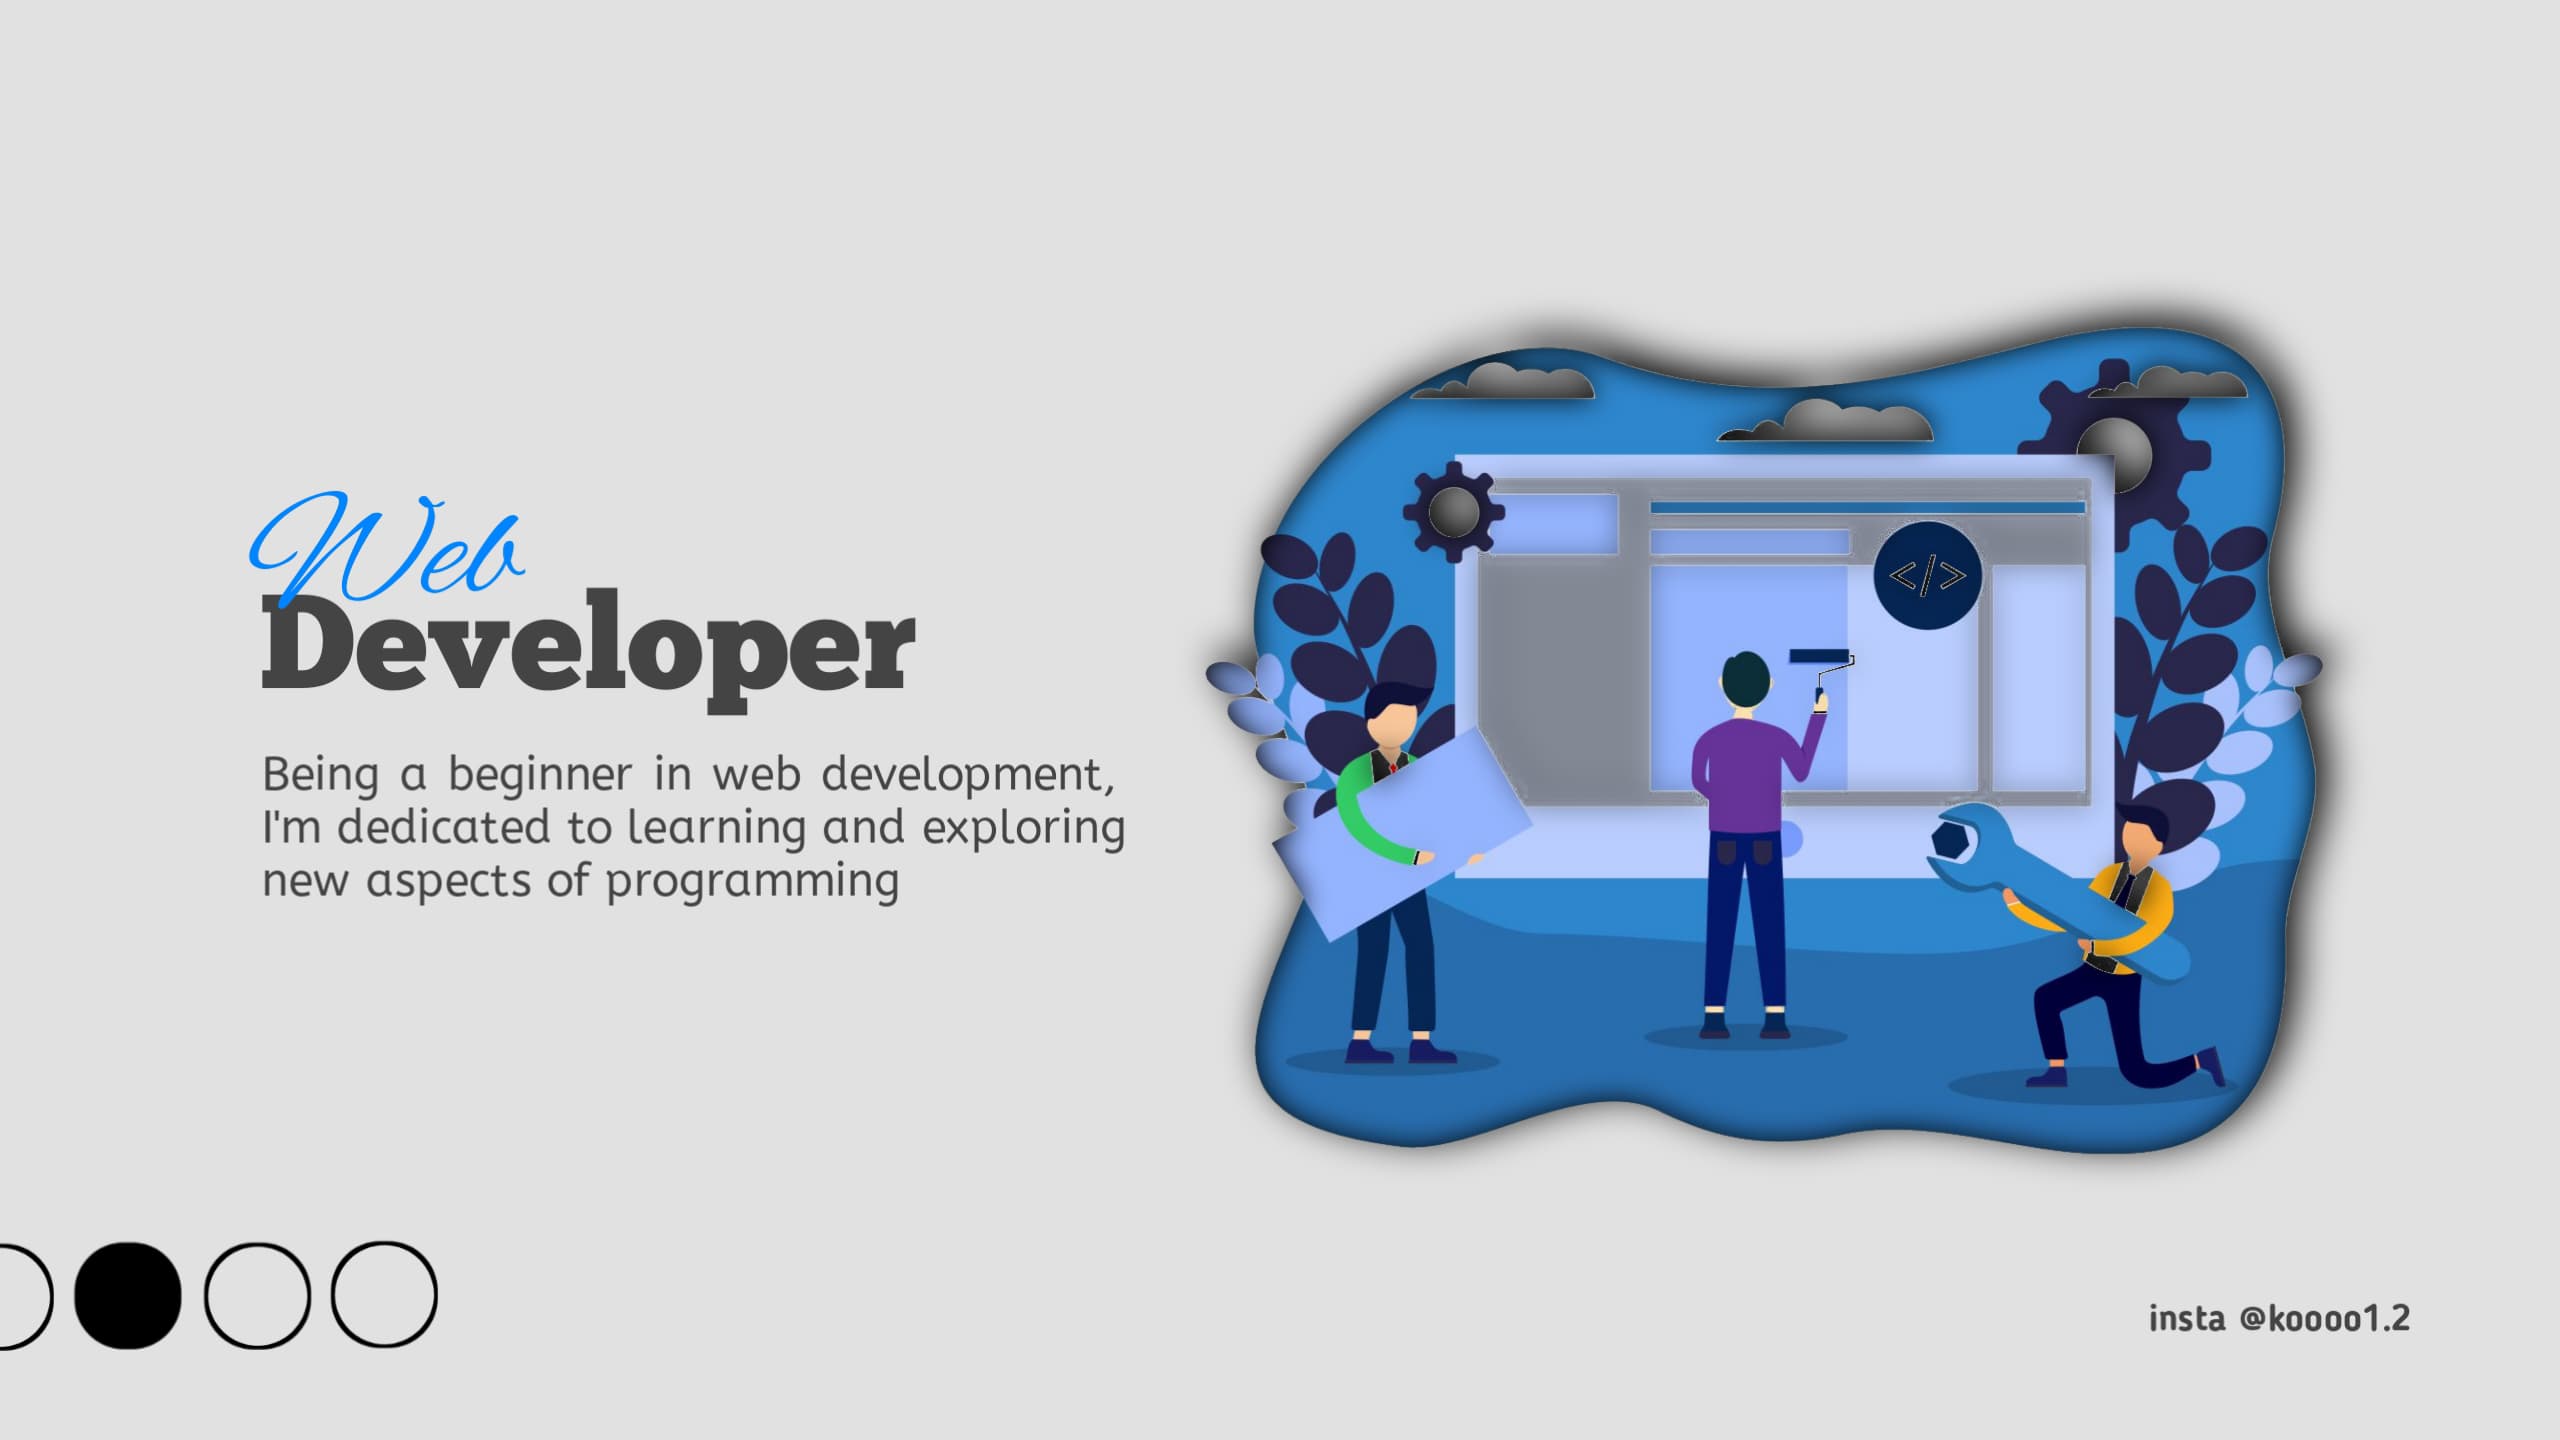 Web
Developer
Being a beginner in web development,
I'm dedicated to learning and exploring
new aspects of programming
</>
insta @koooo1.2